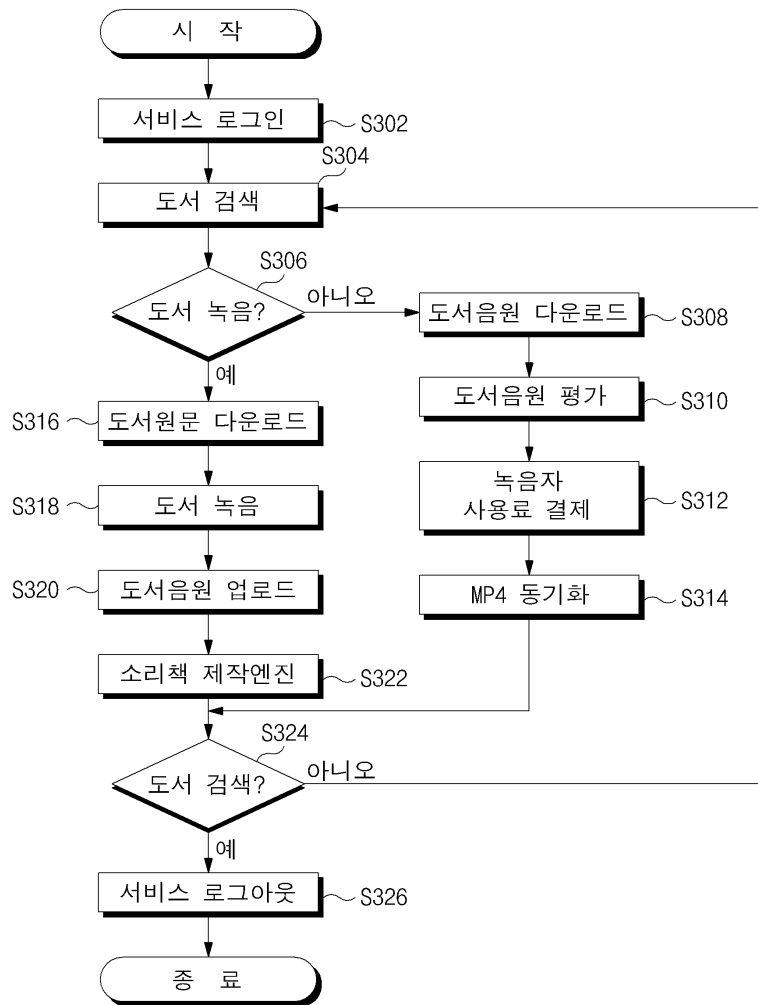 시 작
서비스 로그인
S302
S304
도서 검색
S306
도서 녹음?
아니오
도서음원 다운로드
S308
예
도서음원 평가
S310
S316
도서원문 다운로드
녹음자
사용료 결제
S312
S318
도서 녹음
S320
도서음원 업로드
MP4 동기화
S314
소리책 제작엔진
S322
S324
도서 검색?
아니오
예
서비스 로그아웃
S326
종 료